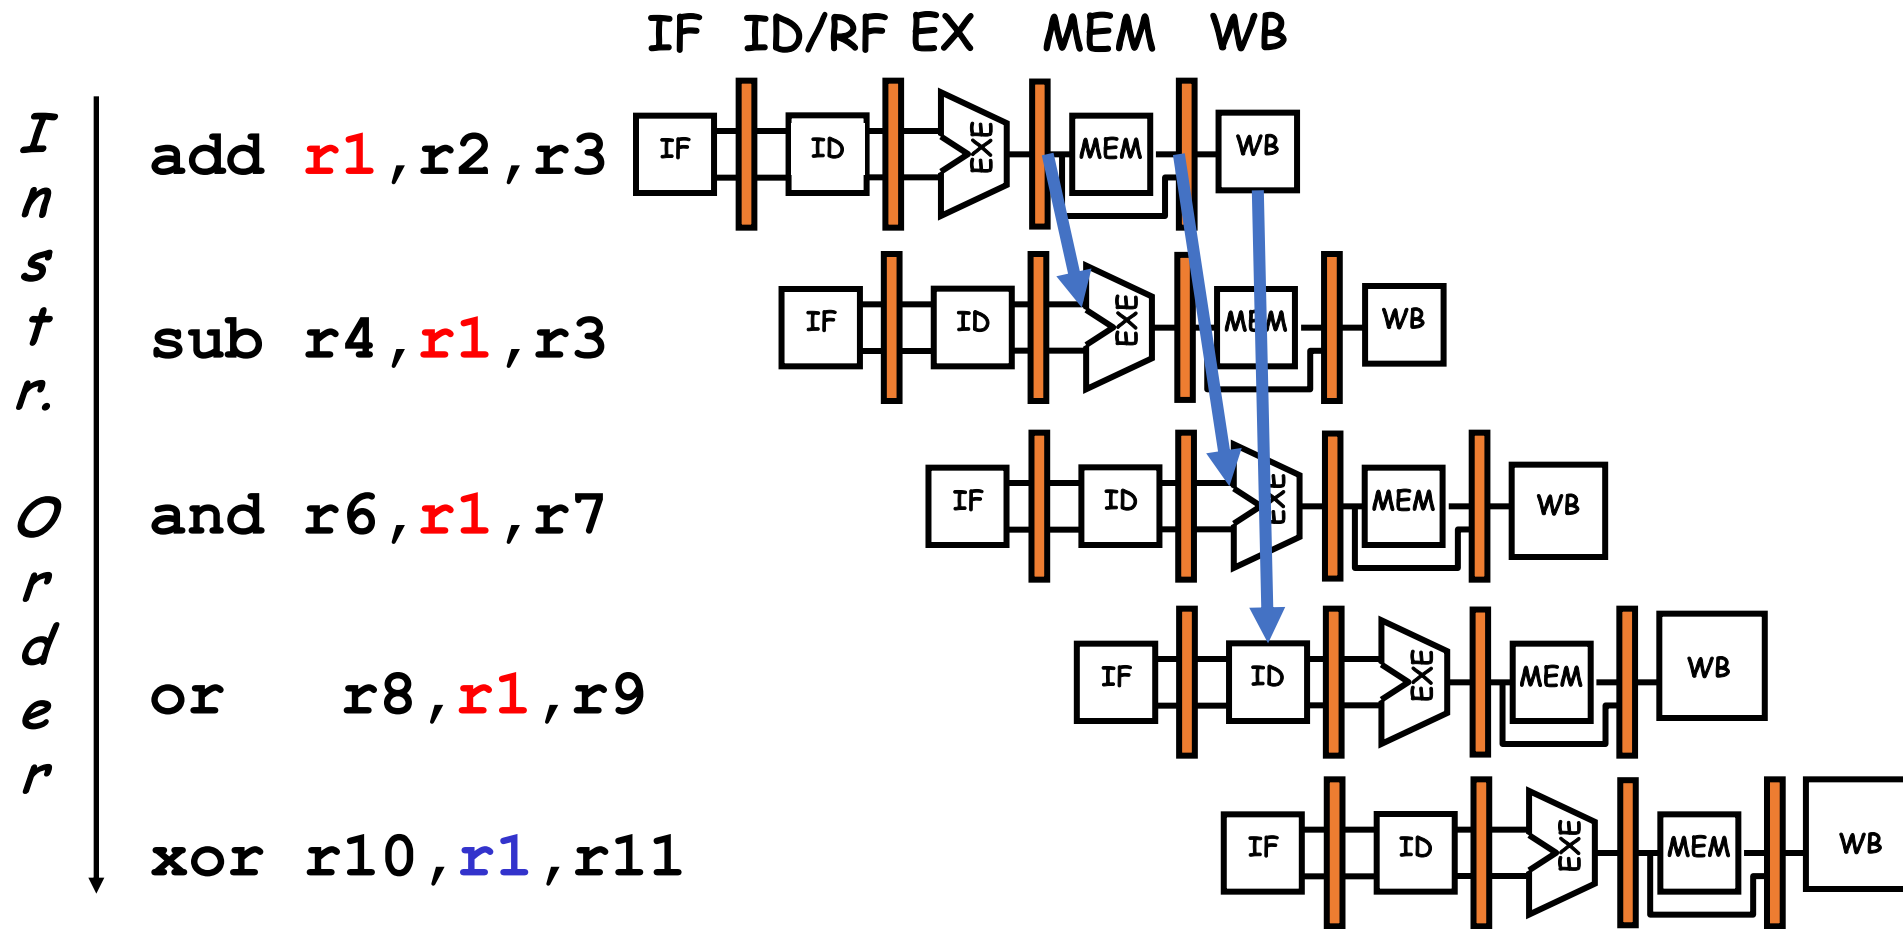 IF ID/RF EX MEM WB
Instr. Order
add r1,r2,r3
IF ID EXE MEM WB
sub r4,r1,r3
IF ID EXE MEM WB
and r6,r1,r7
IF ID EXE MEM WB
or r8,r1,r9
IF ID EXE MEM WB
xor r10,r1,r11
IF ID EXE MEM WB